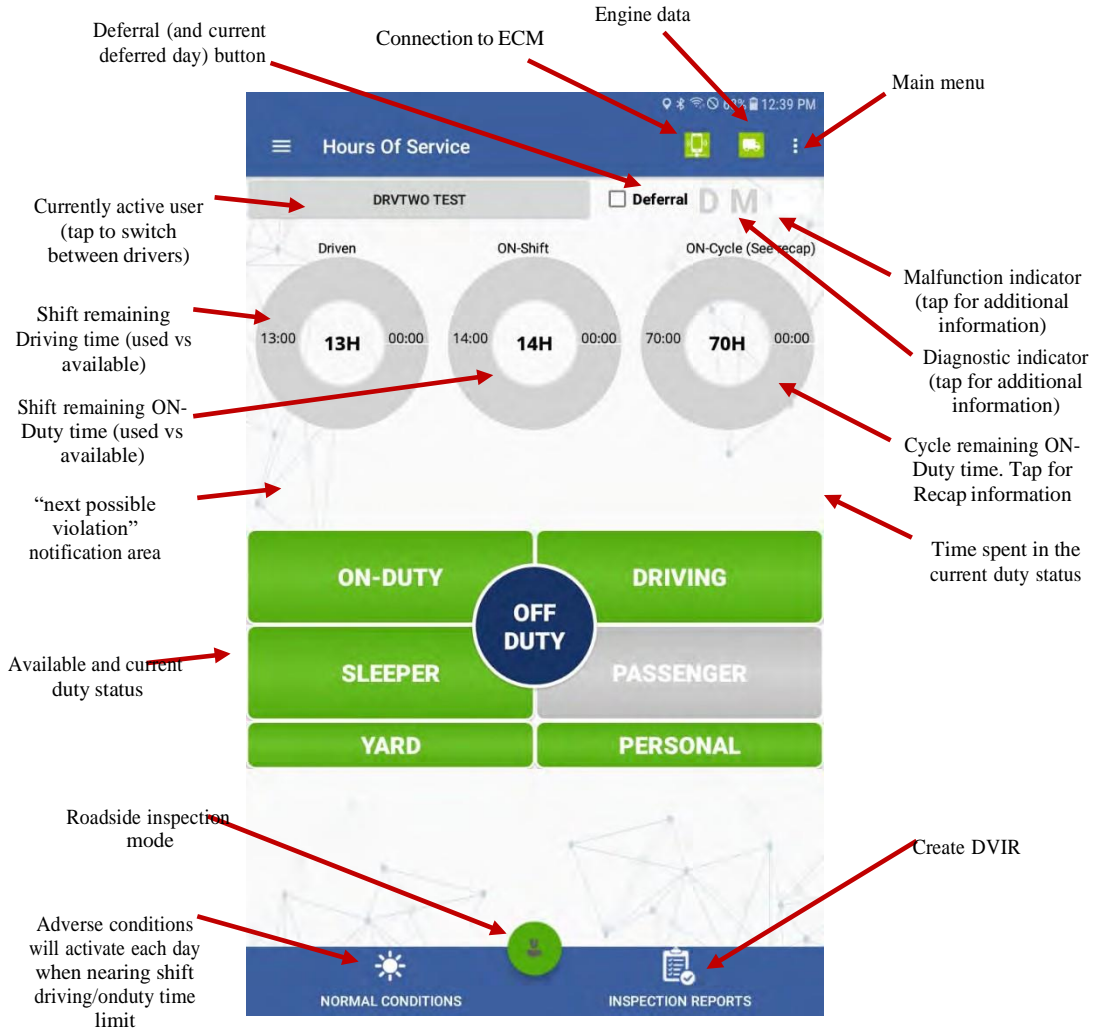 Engine data
Deferral (and current
deferred day) button
Connection to ECM
Main menu
63% 12:39 PM
Hours Of Service
DRVTWO TEST
Deferral D M
Currently active user
(tap to switch
between drivers)
Driven
ON-Shift
ON-Cycle (See recap)
Malfunction indicator
(tap for additional
information)
Shift remaining
Driving time (used vs
available)
13:00 13H 00:00
14:00 14H 00:00
70:00 70H 00:00
Diagnostic indicator
(tap for additional
information)
Shift remaining ON-
Duty time (used vs
available)
Cycle remaining ON-
Duty time. Tap for
Recap information
“next possible
violation”
notification area
Time spent in the
current duty status
ON-DUTY
DRIVING
OFF
DUTY
Available and current
duty status
SLEEPER
PASSENGER
YARD
PERSONAL
Roadside inspection
mode
Create DVIR
Adverse conditions
will activate each day
when nearing shift
driving/onduty time
limit
NORMAL CONDITIONS
INSPECTION REPORTS